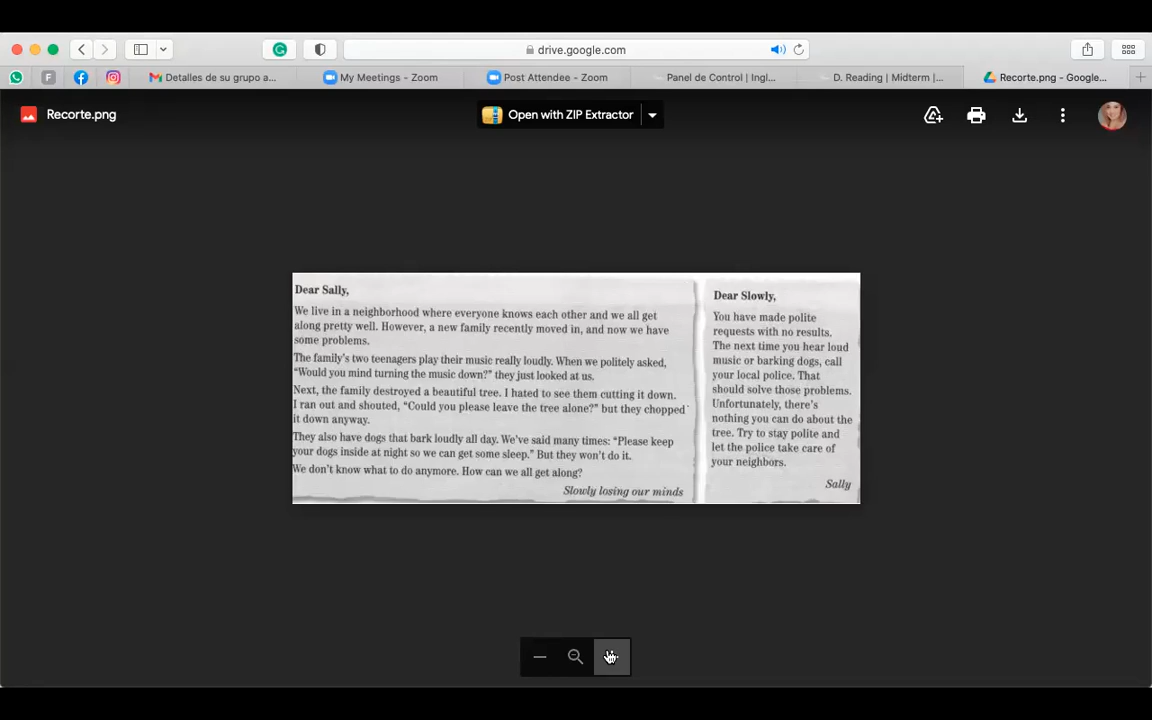 drive.google.com
Detalles de su grupo a...
My Meetings - Zoom
Post Attendee - Zoom
Panel de Control | Ingl...
D. Reading | Midterm |...
Recorte.png - Google...
Recorte.png
Open with ZIP Extractor
Dear Sally,
We live in a neighborhood where everyone knows each other and we all get
along pretty well. However, a new family recently moved in, and now we have
some problems.
The family's two teenagers play their music really loudly. When we politely asked,
"Would you mind turning the music down?" they just looked at us.
Next, the family destroyed a beautiful tree. I hated to see them cutting it down.
I ran out and shouted, "Could you please leave the tree alone?" but they chopped
it down anyway.
They also have dogs that bark loudly all day. We've said many times: "Please keep
your dogs inside at night so we can get some sleep." But they won't do it.
We don't know what to do anymore. How can we all get along?
Slowly losing our minds
Dear Slowly,
You have made polite
requests with no results.
The next time you hear loud
music or barking dogs, call
your local police. That
should solve those problems.
Unfortunately, there's
nothing you can do about the
tree. Try to stay polite and
let the police take care of
your neighbors.
Sally